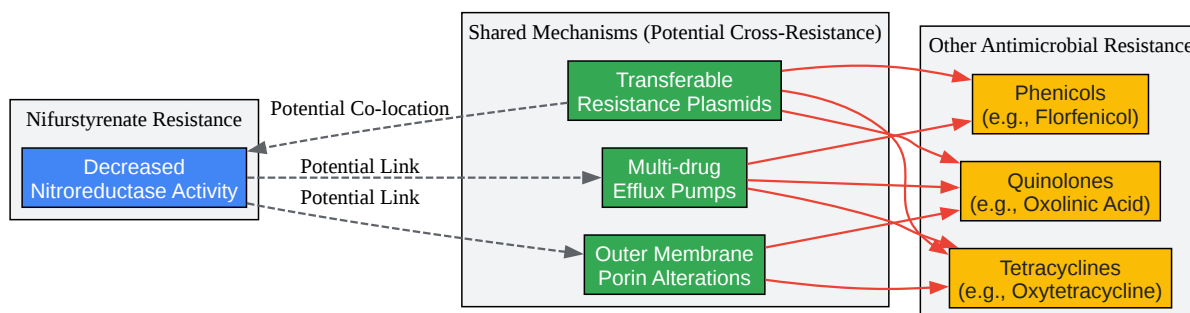 Shared Mechanisms (Potential Cross-Resistance)
Other Antimicrobial Resistance
Transferable
Resistance Plasmids
Phenicols
(e.g., Florfenicol)
Potential Co-location
Nifurstyrenate Resistance
Decreased
Nitroreductase Activity
Potential Link
Potential Link
Multi-drug
Efflux Pumps
Quinolones
(e.g., Oxolinic Acid)
Outer Membrane
Porin Alterations
Tetracyclines
(e.g., Oxytetracycline)